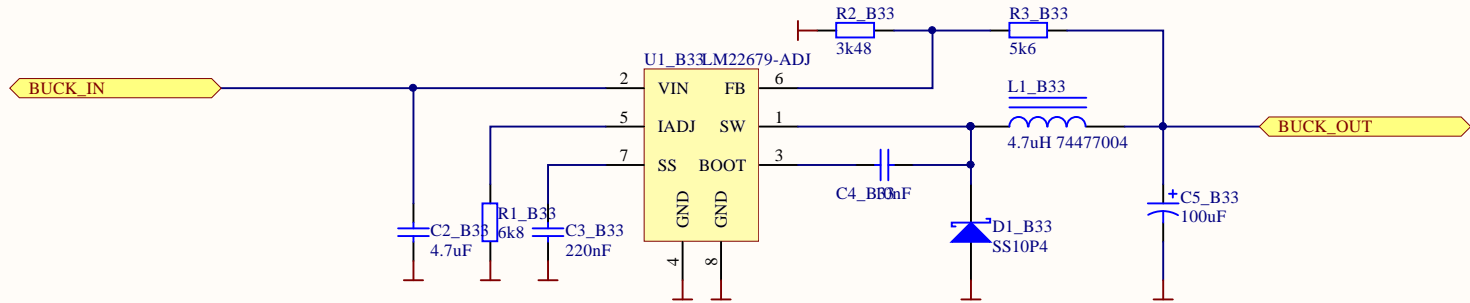 R2_B33
3k48
R3_B33
5k6
U1_B33
LM22679-ADJ
BUCK_IN
2
VIN
FB
6
L1_B33
5
IADJ
SW
1
4.7uH 74477004
BUCK_OUT
7
SS
BOOT
3
C4_B33
10nF
GND
GND
4
8
C2_B33
4.7uF
R1_B33
6k8
C3_B33
220nF
D1_B33
SS10P4
+
C5_B33
100uF